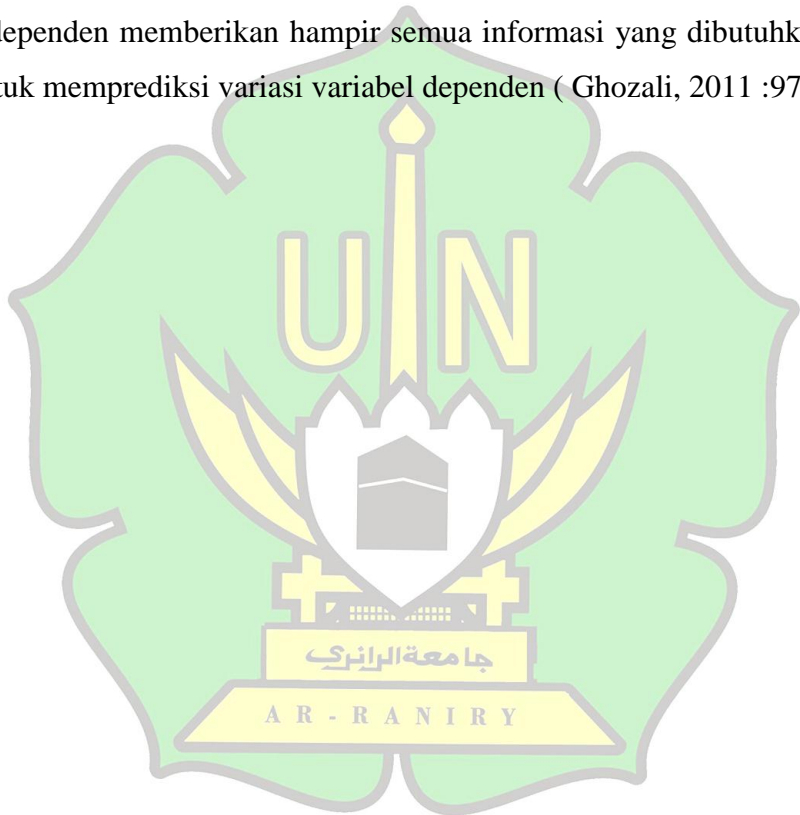 dependen memberikan hampir semua informasi yang dibutuhk
tuk memprediksi variasi variabel dependen ( Ghozali, 2011 :97
UIN
جامعة الرانري
AR-RANIRY